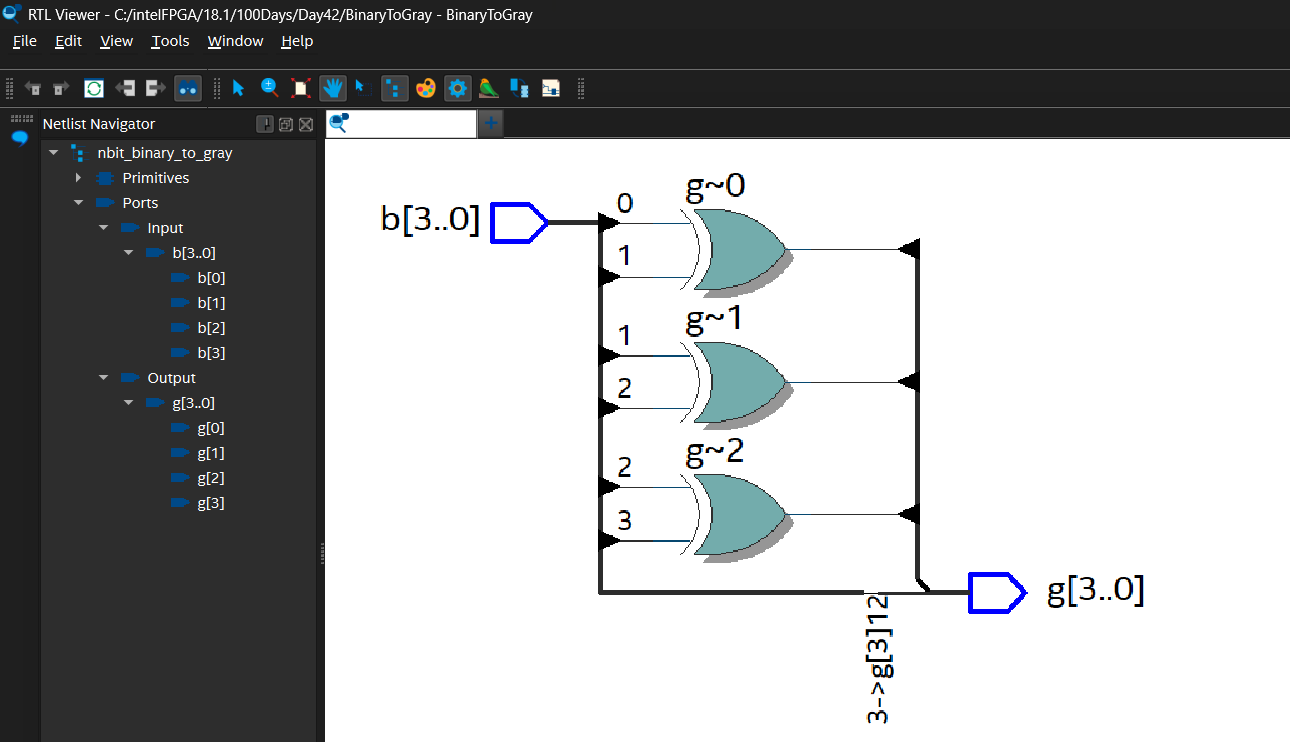 RTL Viewer - C:/intelFPGA/18.1/100Days/Day42/BinaryToGray - BinaryToGray
File Edit View Tools Window Help
Netlist Navigator
nbit_binary_to_gray
Primitives
Ports
Input
b[3..0]
b[0]
b[1]
b[2]
b[3]
Output
g[3..0]
g[0]
g[1]
g[2]
g[3]
b[3..0]
g~0
0
1
g~1
1
2
g~2
2
3
3->g[3]12
g[3..0]